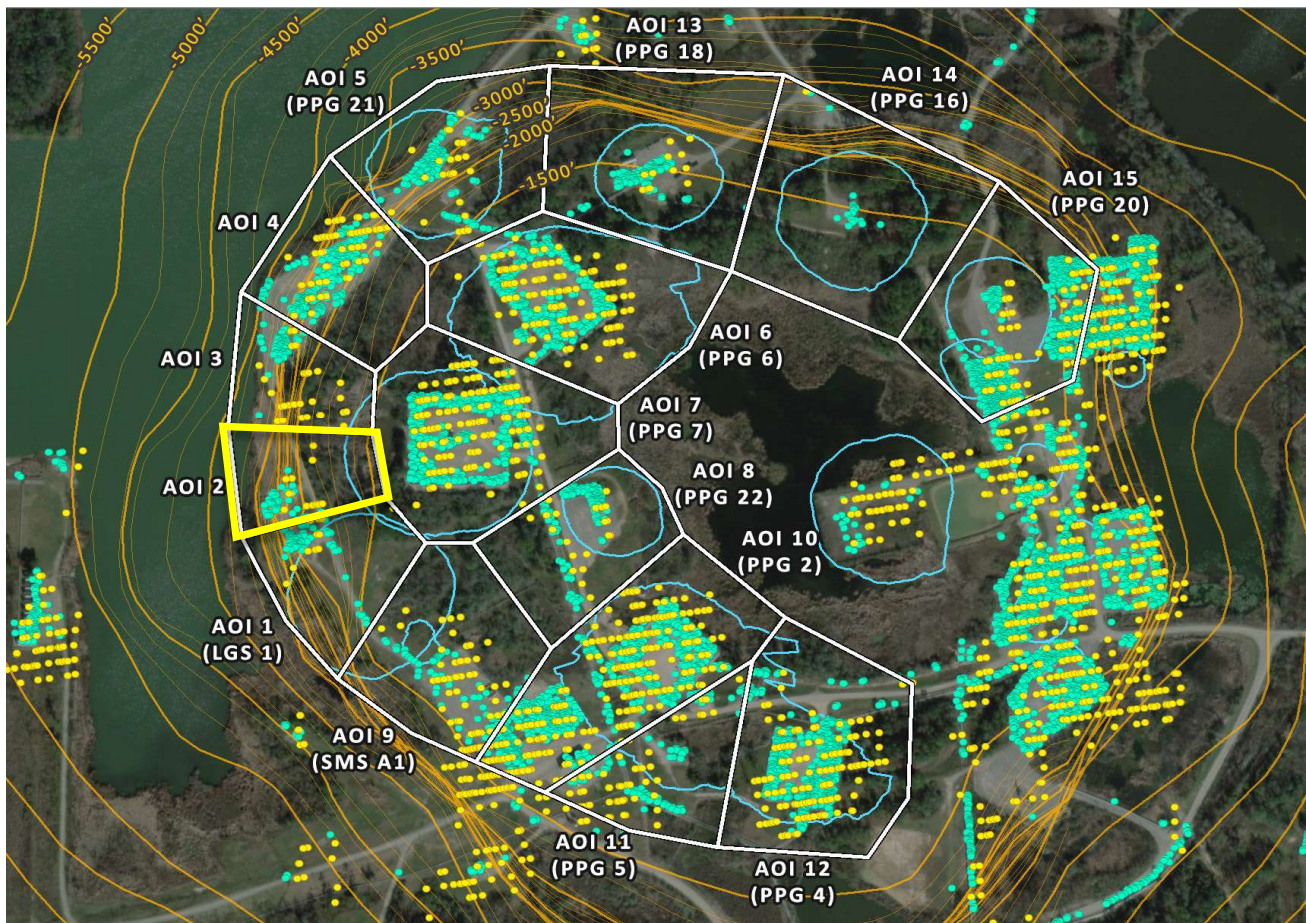 -5500'
-5000'
-4500'
-4000'
-3500'
-3000'
-2500'
-2000'
-1500'
AOI 13
(PPG 18)
AOI 14
(PPG 16)
AOI 5
(PPG 21)
AOI 15
(PPG 20)
AOI 4
AOI 3
AOI 6
(PPG 6)
AOI 7
(PPG 7)
AOI 2
AOI 8
(PPG 22)
AOI 10
(PPG 2)
AOI 1
(LGS 1)
AOI 9
(SMS A1)
AOI 11
(PPG 5)
AOI 12
(PPG 4)